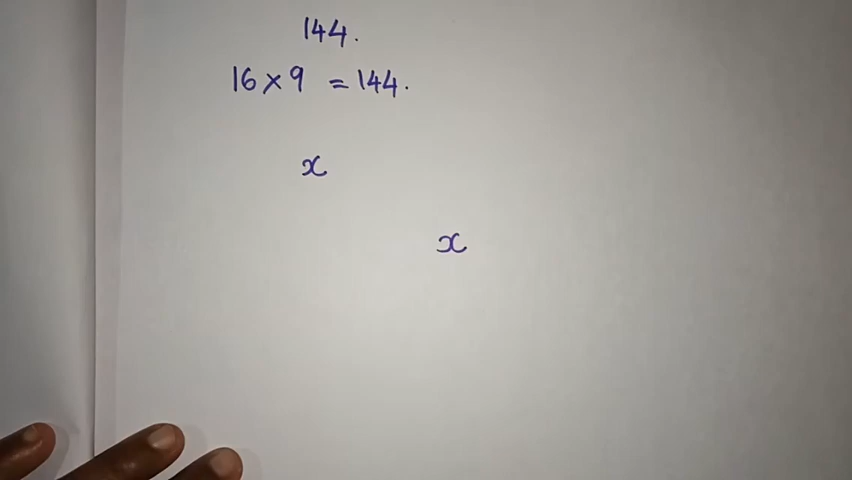 144.
16 × 9 = 144.
x
x